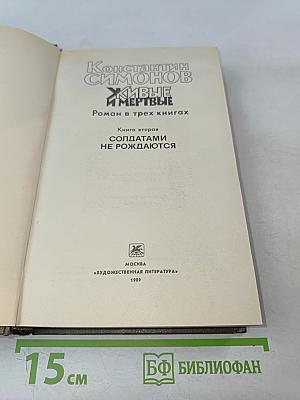 Константин
СИМОНОВ
ЖИВЫЕ
И МЕРТВЫЕ
Роман в трех книгах
Книга вторая
СОЛДАТАМИ
НЕ РОЖДАЮТСЯ
МОСКВА
«ХУДОЖЕСТВЕННАЯ ЛИТЕРАТУРА»
1989
15 см
БФ БИБЛИОФАН